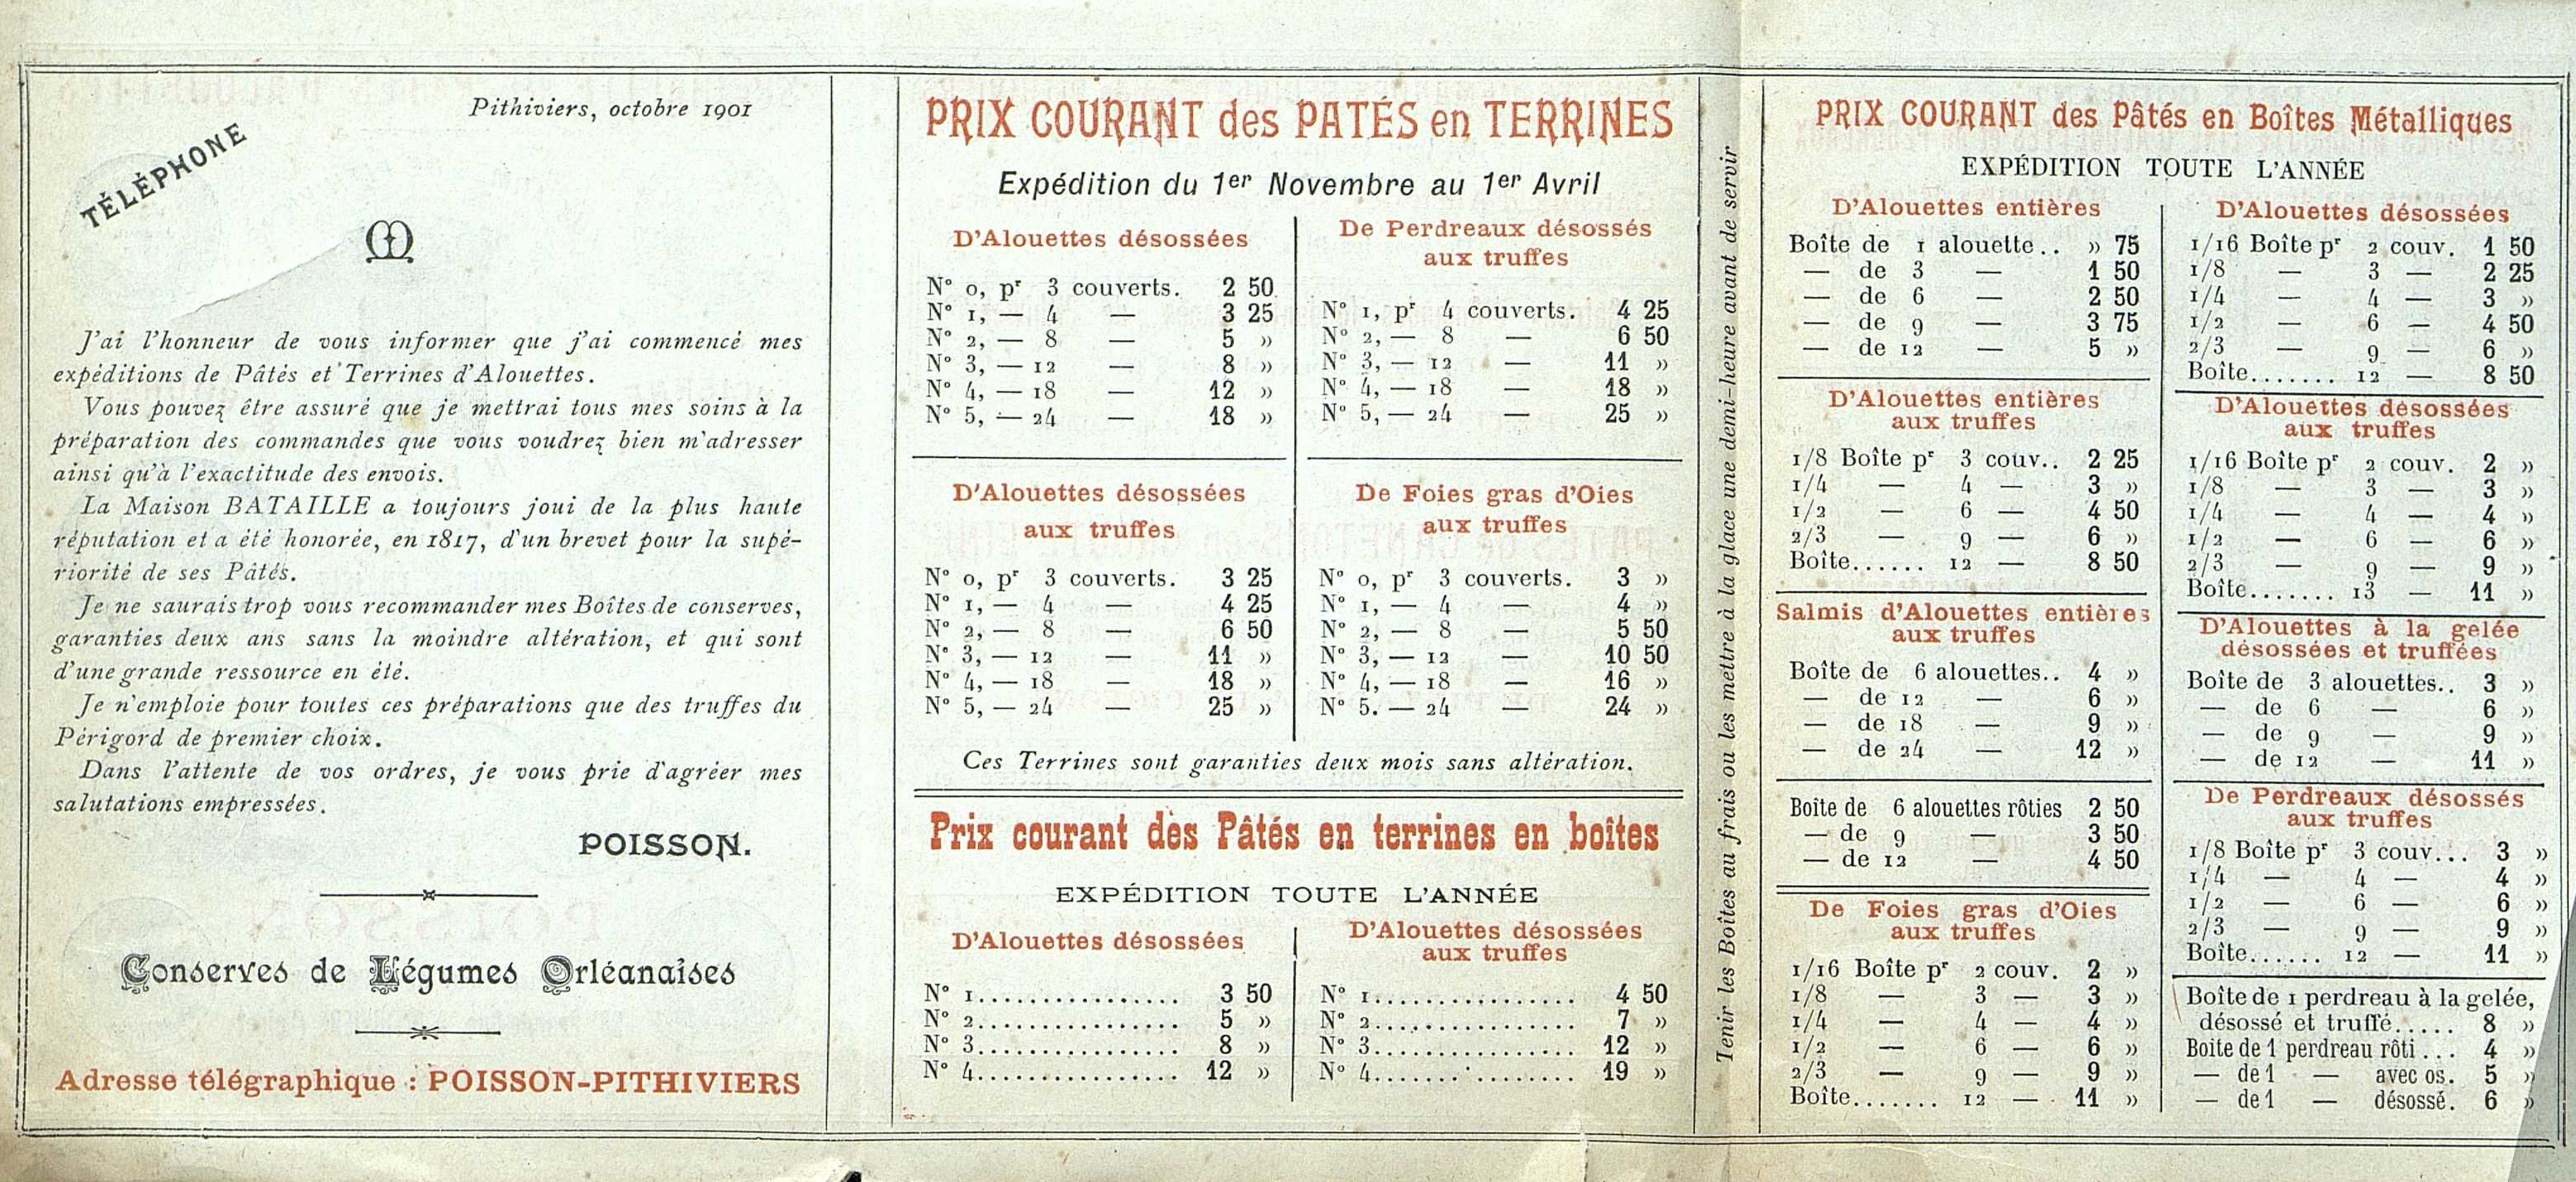 Pithiviers, octobre 1901
TÉLÉPHONE
M
J'ai l'honneur de vous informer que j'ai commencé mes
expéditions de Pâtés et Terrines d'Alouettes.
Vous pouvez être assuré que je mettrai tous mes soins à la
préparation des commandes que vous voudrez bien m'adresser
ainsi qu'à l'exactitude des envois.
La Maison BATAILLE a toujours joui de la plus haute
réputation et a été honorée, en 1817, d'un brevet pour la supé-
riorité de ses Pâtés.
Je ne saurais trop vous recommander mes Boîtes de conserves,
garanties deux ans sans la moindre altération, et qui sont
d'une grande ressource en été.
Je n'emploie pour toutes ces préparations que des truffes du
Périgord de premier choix.
Dans l'attente de vos ordres, je vous prie d'agréer mes
salutations empressées.
POISSON.
Conserves de Légumes Orléanaises
Adresse télégraphique : POISSON-PITHIVIERS
PRIX COURANT des PATÉS en TERRINES
Expédition du 1er Novembre au 1er Avril
D'Alouettes désossées
N° 0, pr 3 couverts. 2 50
N° 1, — 4 — 3 25
N° 2, — 8 — 5 »
N° 3, — 12 — 8 »
N° 4, — 18 — 12 »
N° 5, — 24 — 18 »
De Perdreaux désossés
aux truffes
N° 1, pr 4 couverts. 4 25
N° 2, — 8 — 6 50
N° 3, — 12 — 11 »
N° 4, — 18 — 18 »
N° 5, — 24 — 25 »
D'Alouettes désossées
aux truffes
N° 0, pr 3 couverts. 3 25
N° 1, — 4 — 4 25
N° 2, — 8 — 6 50
N° 3, — 12 — 11 »
N° 4, — 18 — 18 »
N° 5, — 24 — 25 »
De Foies gras d'Oies
aux truffes
N° 0, pr 3 couverts. 3 »
N° 1, — 4 — 4 »
N° 2, — 8 — 5 50
N° 3, — 12 — 10 50
N° 4, — 18 — 16 »
N° 5. — 24 — 24 »
Ces Terrines sont garanties deux mois sans altération.
Prix courant des Pâtés en terrines en boîtes
EXPÉDITION TOUTE L'ANNÉE
D'Alouettes désossées
N° 1................. 3 50
N° 2................. 5 »
N° 3................. 8 »
N° 4................. 12 »
D'Alouettes désossées
aux truffes
N° 1................. 4 50
N° 2................. 7 »
N° 3................. 12 »
N° 4................. 19 »
Tenir les Boîtes au frais ou les mettre à la glace une demi-heure avant de servir
PRIX COURANT des Pâtés en Boîtes Métalliques
EXPÉDITION TOUTE L'ANNÉE
D'Alouettes entières
Boîte de 1 alouette.. » 75
— de 3 — 1 50
— de 6 — 2 50
— de 9 — 3 75
— de 12 — 5 »
D'Alouettes entières
aux truffes
1/8 Boîte pr 3 couv.. 2 25
1/4 — 4 — 3 »
1/2 — 6 — 4 50
2/3 — 9 — 6 »
Boîte...... 12 — 8 50
Salmis d'Alouettes entières
aux truffes
Boîte de 6 alouettes.. 4 »
— de 12 — 6 »
— de 18 — 9 »
— de 24 — 12 »
Boîte de 6 alouettes rôties 2 50
— de 9 — 3 50
— de 12 — 4 50
De Foies gras d'Oies
aux truffes
1/16 Boîte pr 2 couv. 2 »
1/8 — 3 — 3 »
1/4 — 4 — 4 »
1/2 — 6 — 6 »
2/3 — 9 — 9 »
Boîte....... 12 — 11 »
D'Alouettes désossées
1/16 Boîte pr 2 couv. 1 50
1/8 — 3 — 2 25
1/4 — 4 — 3 »
1/2 — 6 — 4 50
2/3 — 9 — 6 »
Boîte....... 12 — 8 50
D'Alouettes désossées
aux truffes
1/16 Boîte pr 2 couv. 2 »
1/8 — 3 — 3 »
1/4 — 4 — 4 »
1/2 — 6 — 6 »
2/3 — 9 — 9 »
Boîte....... 13 — 11 »
D'Alouettes à la gelée
désossées et truffées
Boîte de 3 alouettes.. 3 »
— de 6 — 6 »
— de 9 — 9 »
— de 12 — 11 »
De Perdreaux désossés
aux truffes
1/8 Boîte pr 3 couv... 3 »
1/4 — 4 — 4 »
1/2 — 6 — 6 »
2/3 — 9 — 9 »
Boîte...... 12 — 11 »
Boîte de 1 perdreau à la gelée,
désossé et truffé..... 8 »
Boite de 1 perdreau rôti... 4 »
— de 1 — avec os. 5 »
— de 1 — désossé. 6 »